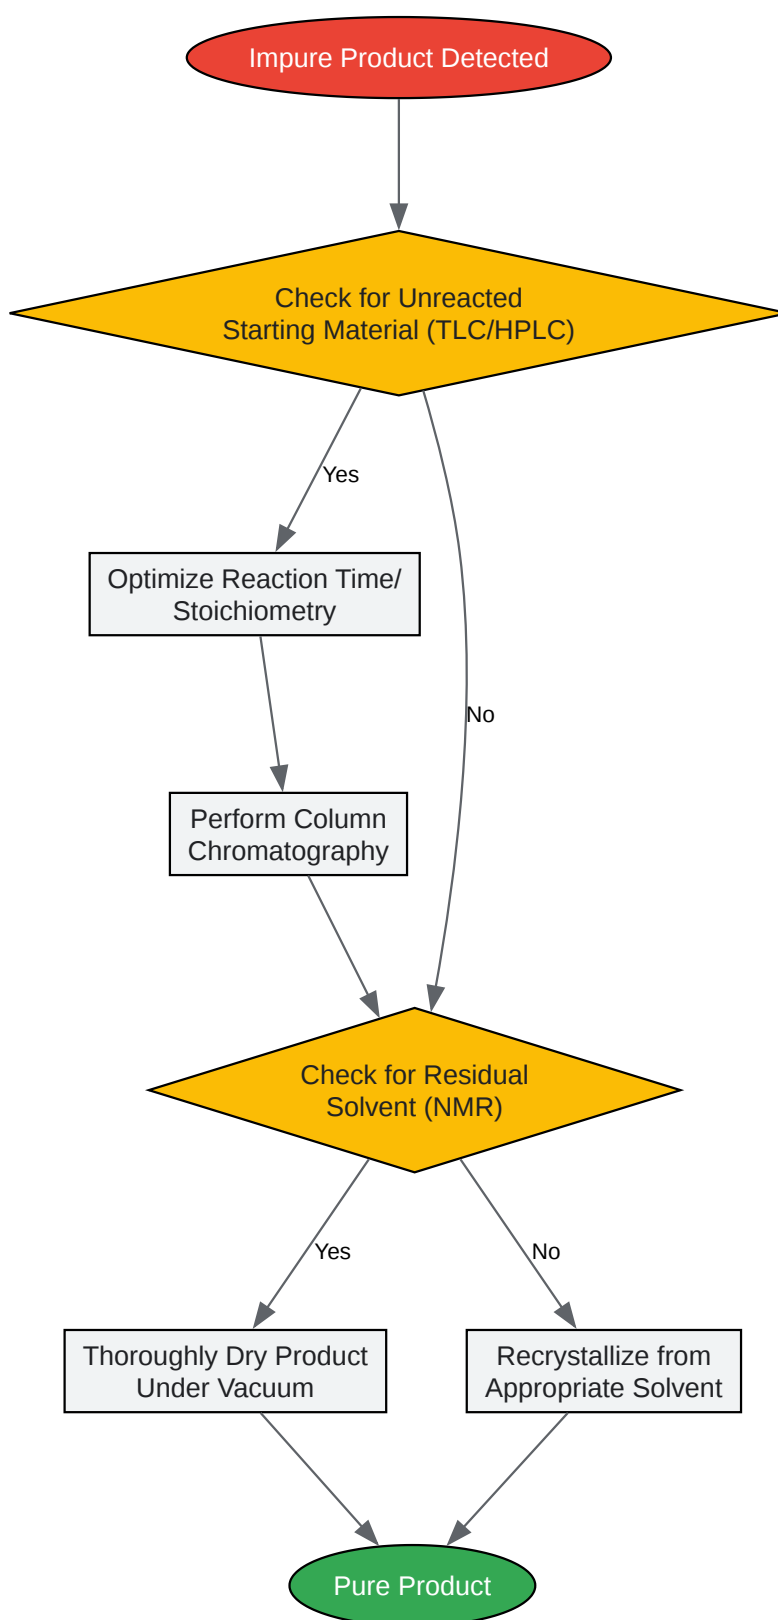 Impure Product Detected
Check for Unreacted
Starting Material (TLC/HPLC)
Yes
Optimize Reaction Time/
Stoichiometry
No
Perform Column
Chromatography
Check for Residual
Solvent (NMR)
Yes
No
Thoroughly Dry Product
Under Vacuum
Recrystallize from
Appropriate Solvent
Pure Product